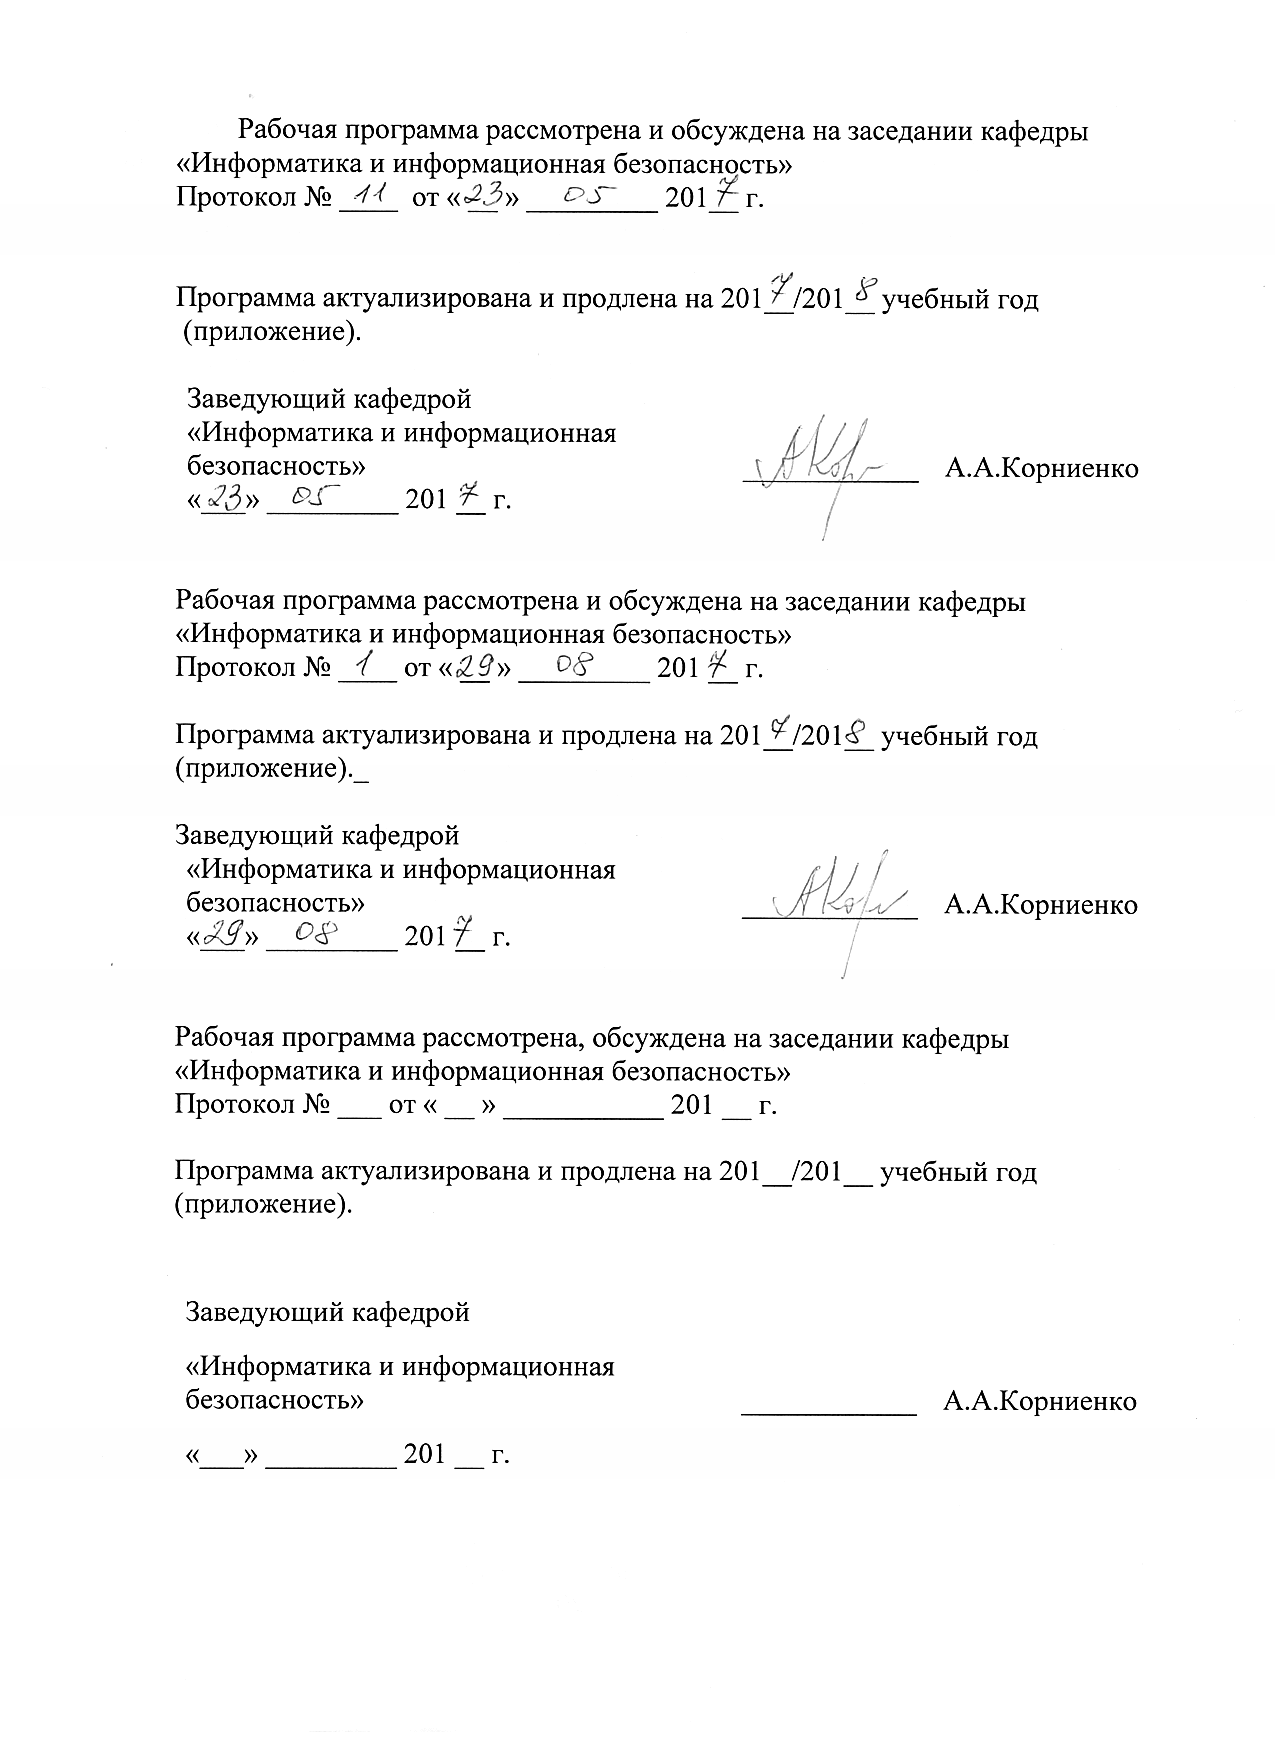 Рабочая программа рассмотрена и обсуждена на заседании кафедры
«Информатика и информационная безопасность»
Протокол № 11 от «23» 05 2017 г.
Программа актуализирована и продлена на 2017/2018 учебный год
(приложение).
Заведующий кафедрой
«Информатика и информационная
безопасность» А.А.Корниенко
«23» 05 2017 г.
Рабочая программа рассмотрена и обсуждена на заседании кафедры
«Информатика и информационная безопасность»
Протокол № 1 от «29» 08 2017 г.
Программа актуализирована и продлена на 2017/2018 учебный год
(приложение)._
Заведующий кафедрой
«Информатика и информационная
безопасность» ____________ А.А.Корниенко
«29» 08 2017 г.
Рабочая программа рассмотрена, обсуждена на заседании кафедры
«Информатика и информационная безопасность»
Протокол № ___ от « __ » ___________ 201 __ г.
Программа актуализирована и продлена на 201__/201__ учебный год
(приложение).
Заведующий кафедрой
«Информатика и информационная
безопасность» ____________ А.А.Корниенко
«___» _________ 201 __ г.